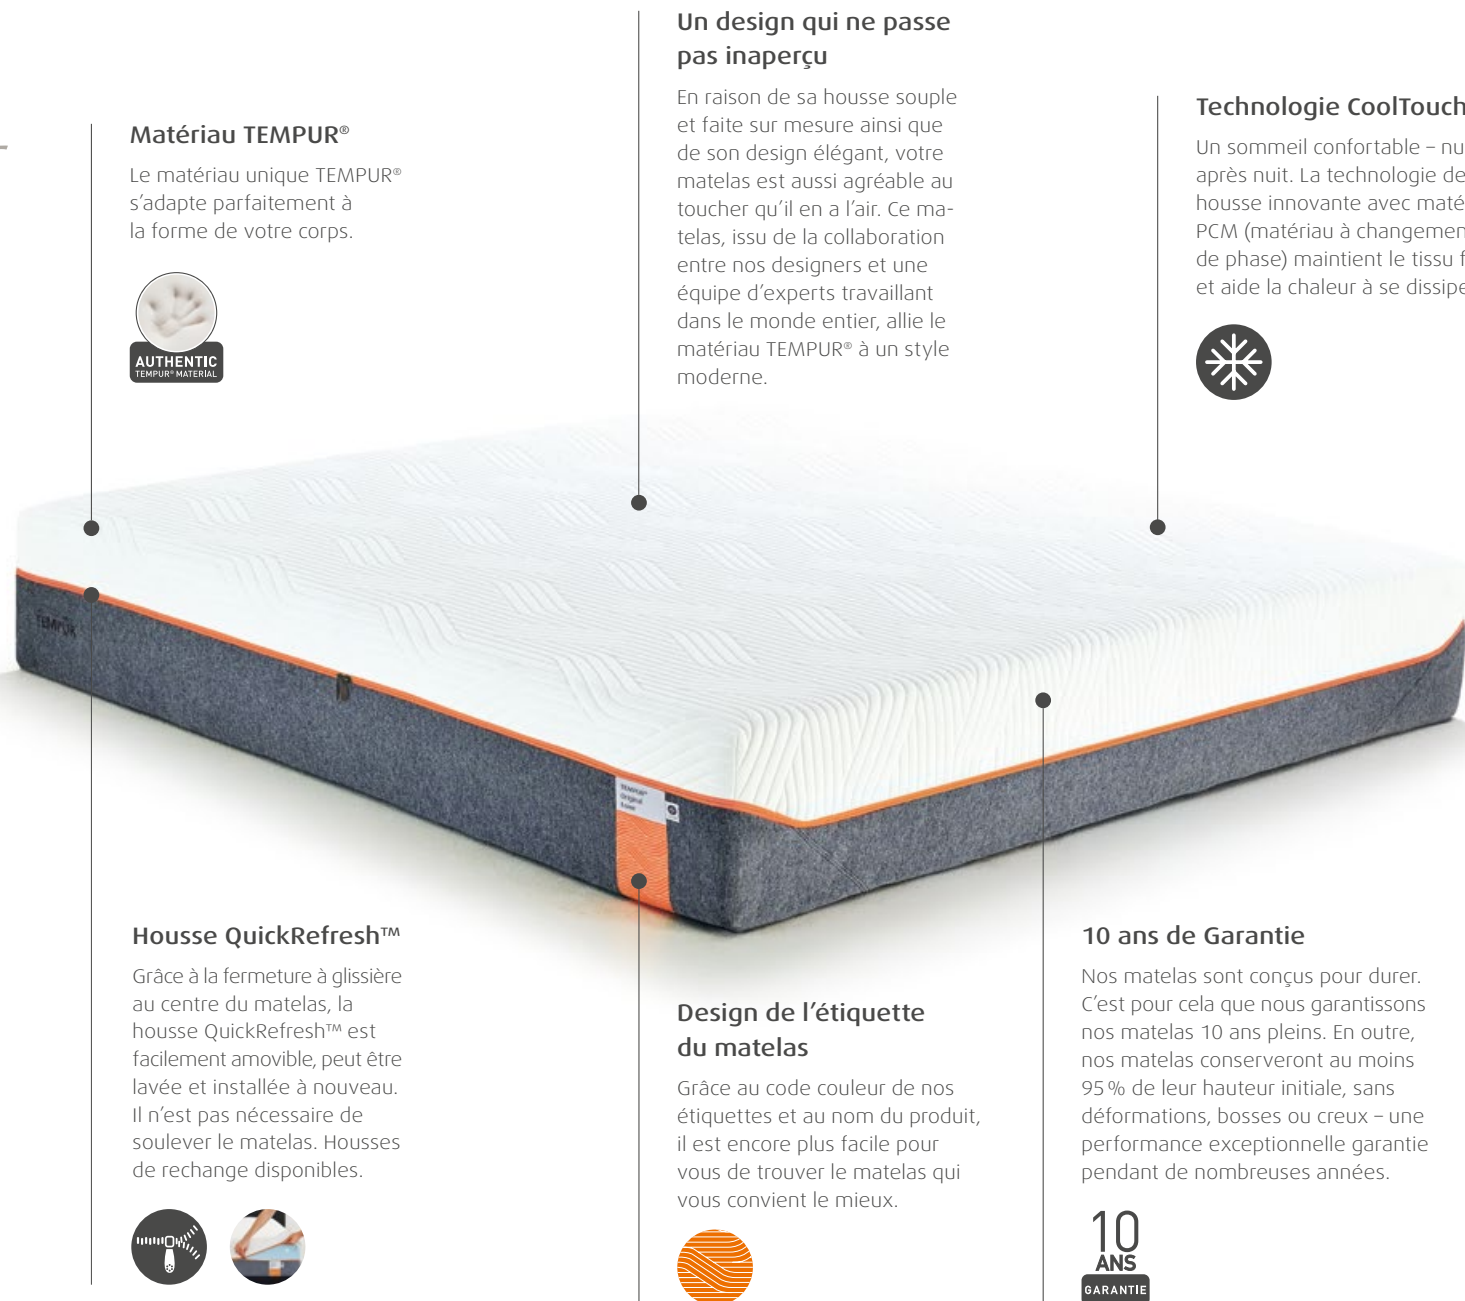 Un design qui ne passe
pas inaperçu
En raison de sa housse souple
et faite sur mesure ainsi que
de son design élégant, votre
matelas est aussi agréable au
toucher qu’il en a l’air. Ce ma-
telas, issu de la collaboration
entre nos designers et une
équipe d’experts travaillant
dans le monde entier, allie le
matériau TEMPUR® à un style
moderne.
Matériau TEMPUR®
Le matériau unique TEMPUR®
s’adapte parfaitement à
la forme de votre corps.
AUTHENTIC
TEMPUR® MATERIAL
Technologie CoolTouch
Un sommeil confortable – nu
après nuit. La technologie de
housse innovante avec maté
PCM (matériau à changemen
de phase) maintient le tissu f
et aide la chaleur à se dissipe
TEMPUR
TEMPUR®
Original
Housse QuickRefresh™
Grâce à la fermeture à glissière
au centre du matelas, la
housse QuickRefresh™ est
facilement amovible, peut être
lavée et installée à nouveau.
Il n’est pas nécessaire de
soulever le matelas. Housses
de rechange disponibles.
Design de l’étiquette
du matelas
Grâce au code couleur de nos
étiquettes et au nom du produit,
il est encore plus facile pour
vous de trouver le matelas qui
vous convient le mieux.
10 ans de Garantie
Nos matelas sont conçus pour durer.
C’est pour cela que nous garantissons
nos matelas 10 ans pleins. En outre,
nos matelas conserveront au moins
95 % de leur hauteur initiale, sans
déformations, bosses ou creux – une
performance exceptionnelle garantie
pendant de nombreuses années.
10
ANS
GARANTIE